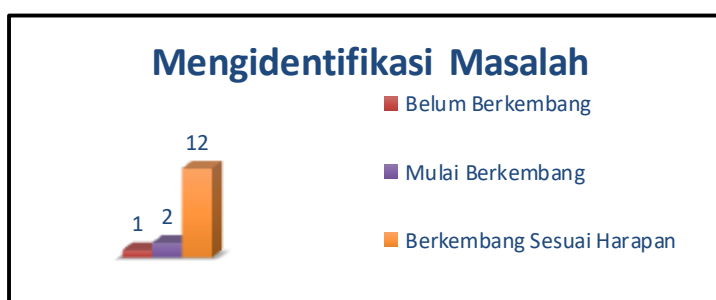 Mengidentifikasi Masalah
Belum Berkembang
12
Mulai Berkembang
1
2
Berkembang Sesuai Harapan